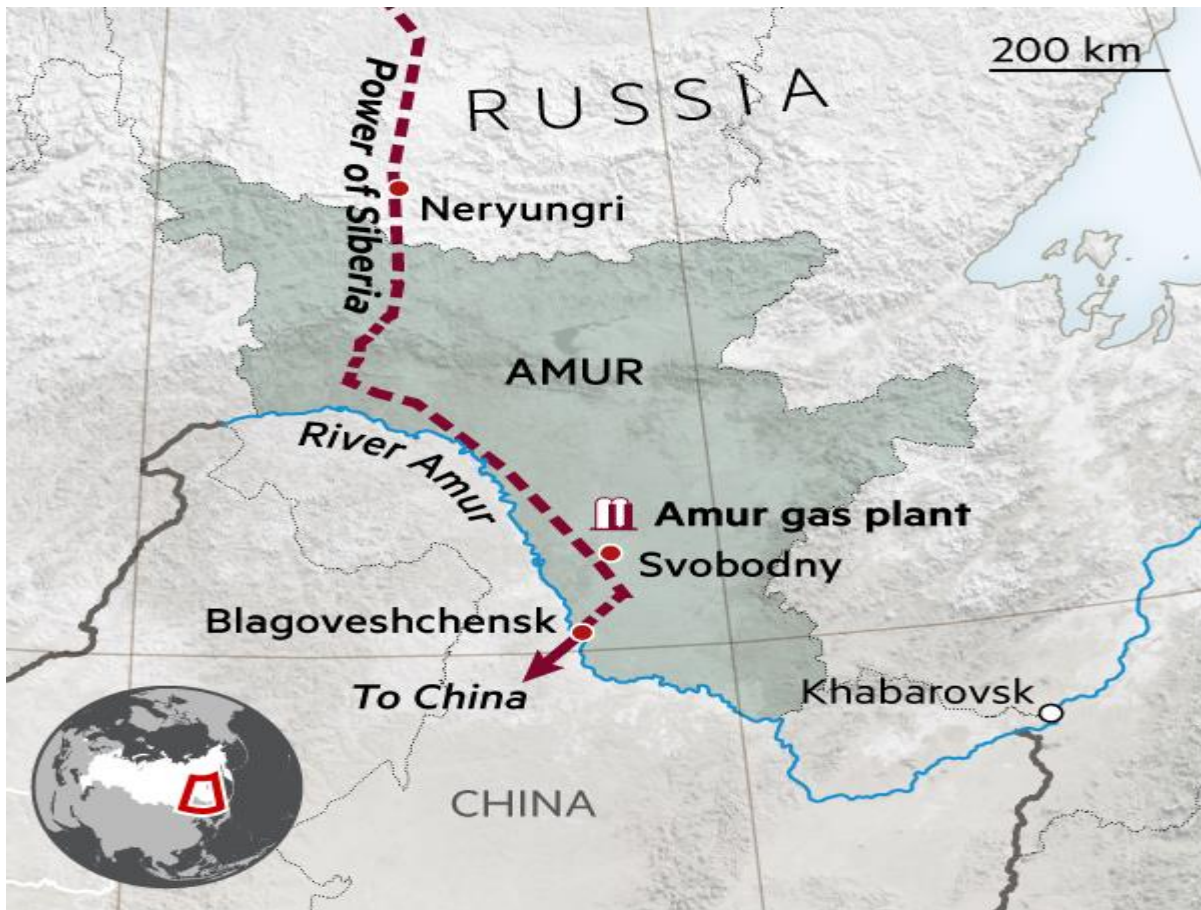 200 km
RUSSIA
Power of Siberia
Neryungri
AMUR
River Amur
Amur gas plant
Svobodny
Blagoveshchensk
To China
Khabarovsk
CHINA